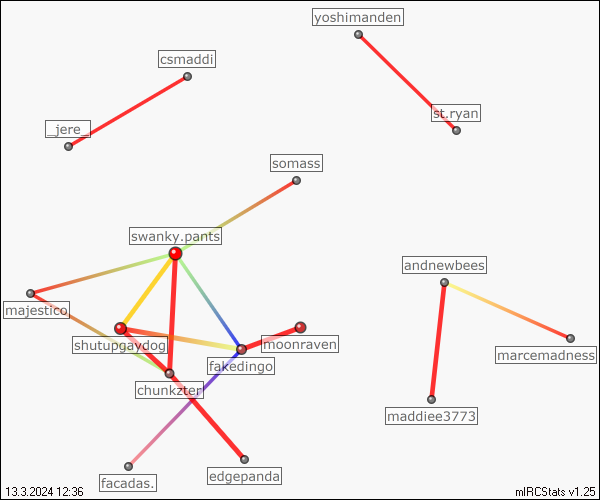 yoshimanden
csmaddi
st.ryan
_jere_
somass
swanky.pants
andnewbees
majestico.
shutupgaydog
moonraven
marcemadness
fakedingo
chunkzter
maddiee3773
facadas.
edgepanda
13.3.2024 12:36
mIRCStats v1.25